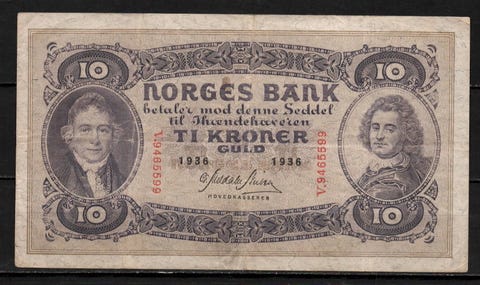 10 10
NORGES BANK
betaler mod denne Seddel
til Ihændehaveren
TI KRONER
GULD
1936 1936
V.9465599
V.9465599
HOVEDKASSERER
10 10